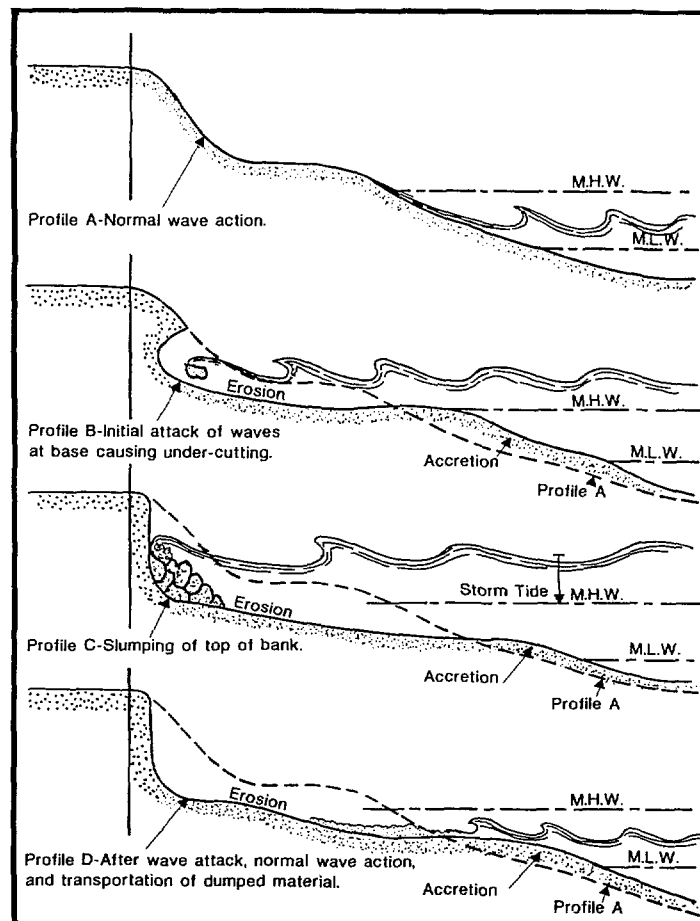 M.H.W.
M.L.W.
Profile A-Normal wave action.
Erosion
M.H.W.
Profile B-Initial attack of waves
at base causing under-cutting.
M.L.W.
Accretion
Profile A
Storm Tide
M.H.W.
Erosion
Profile C-Slumping of top of bank.
M.L.W.
Accretion
Profile A
Erosion
M.H.W.
Profile D-After wave attack, normal wave action,
and transportation of dumped material.
M.L.W.
Accretion
Profile A